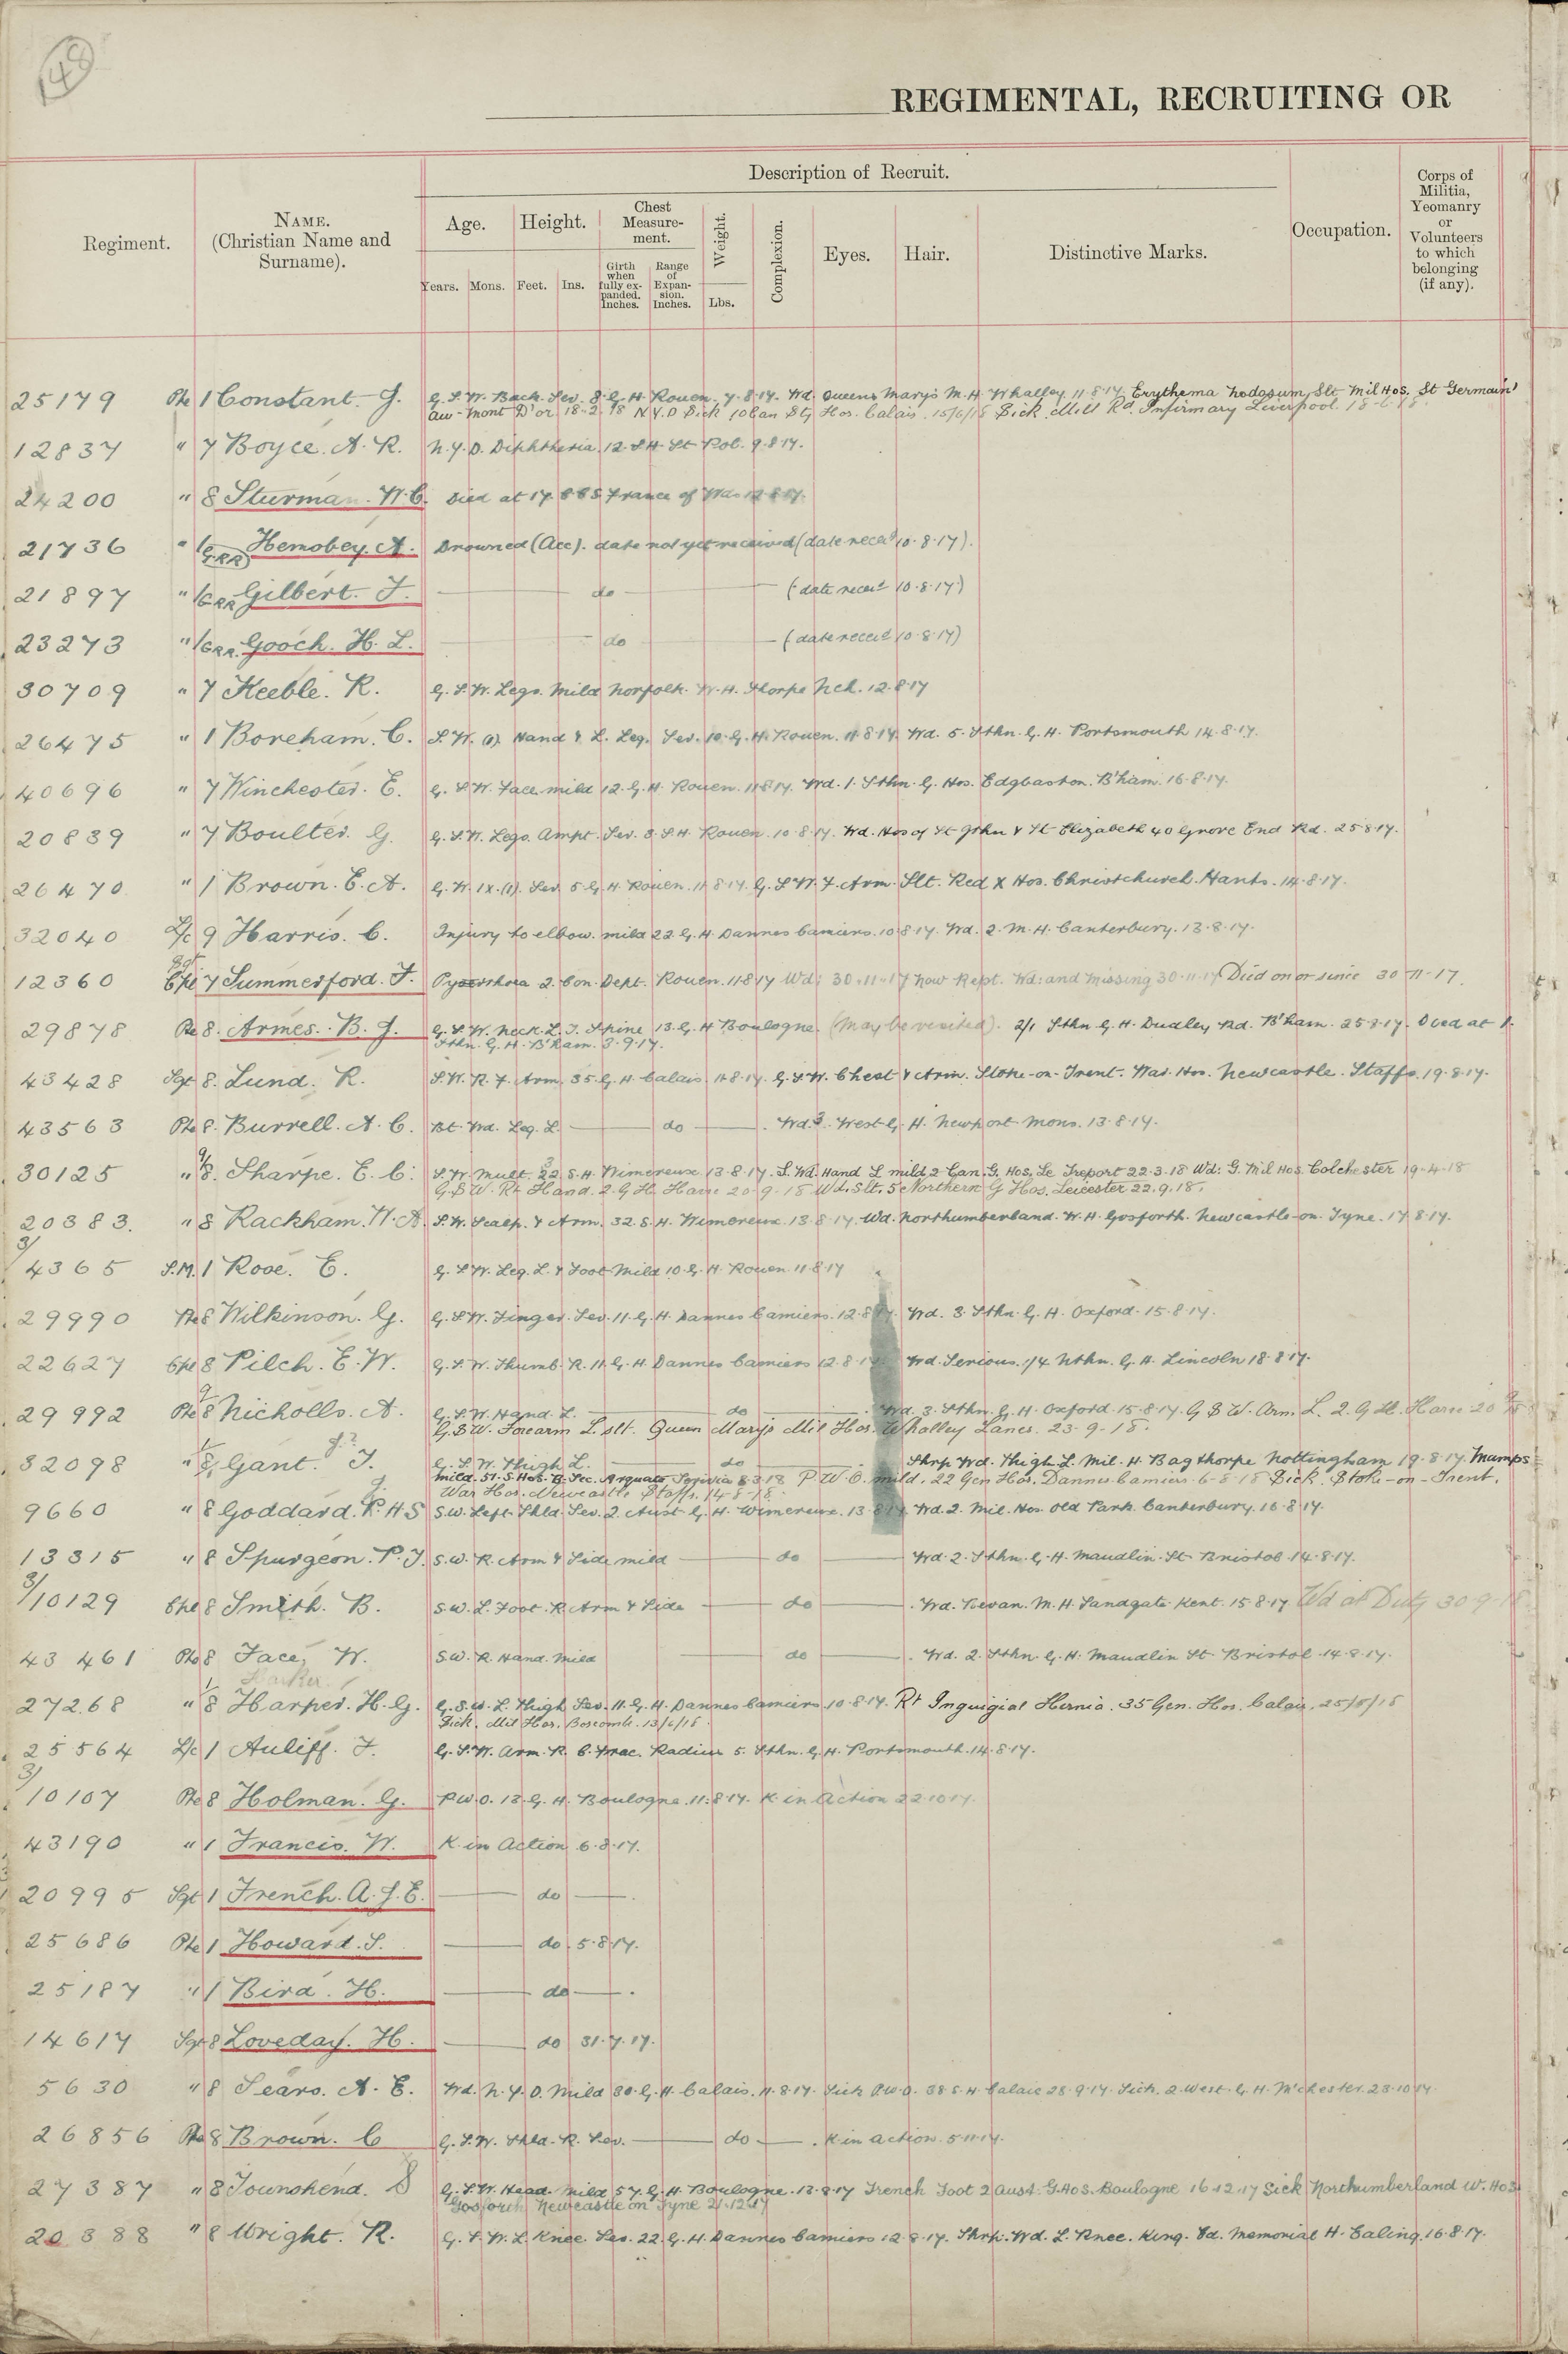 148
REGIMENTAL, RECRUITING OR
Description of Recruit.
Regiment.
NAME.
(Christian Name and
Surname).
Age.
Height.
Chest
Measure-
ment.
Weight.
Complexion.
Eyes.
Hair.
Distinctive Marks.
Occupation.
Corps of
Militia,
Yeomanry
or
Volunteers
to which
belonging
(if any).
Years.
Mons.
Feet.
Ins.
Girth
when
fully ex-
panded.
Inches.
Range
of
Expan-
sion.
Inches.
Lbs.
25179 Pte 1 Constant. J. G.S.W. Back. Sev. 8. G.H. Rouen. 7.8.17. Wd. Queens Mary's M.H. Whalley 11.8.17. Erythema Nodosum, Slt Mil Hos. St Germain
au-Mont D'or. 18.2.18 N.Y.D Sick 10 Can Sty Hos. Calais 15/6/18 Sick Mill Rd. Infirmary Liverpool. 18-6-18.
12837 " 7 Boyce. A. R. N.Y.D. Diphtheria. 12. S.H. St Pol. 9.8.17.
24200 " 8 Sturman. W.C. Died at 17 CCS France of Wds 12.8.17.
21736 " 1/G.R.R. Hemobey. A. Drowned (Acc). date not yet received (date reced 10.8.17).
21897 " 1/G.R.R. Gilbert. F. do (date reced 10.8.17)
23273 " 1/G.R.R. Gooch. H. L. do (date reced 10.8.17)
30709 " 7 Keeble. R. G.S.W. Legs. Mild Norfolk. W.H. Thorpe Nch. 12.8.17
26475 " 1 Boreham. C. S.W. Hand & L. Leg. Sev. 10. G.H. Rouen. 11.8.17. Wd. 5. Sthn. G.H. Portsmouth 14.8.17.
40696 " 7 Winchester. E. G.S.W. Face mild 12. G.H. Rouen. 11.8.17. Wd. 1. Sthn. G. Hos. Edgbaston. B'ham. 16.8.17.
20839 " 7 Boulter. G. G.S.W. Legs. Ampt. Sev. 3. S.H. Rouen. 10.8.17. Wd. Hos of St John & St Elizabeth 40 Grove End Rd. 25.8.17.
26470 " 1 Brown. E. A. G.W. 1X. (1). Sev. 5. G.H. Rouen. 11.8.17. G.S.W. F. Arm. Slt. Red X Hos. Christchurch. Hants. 14.8.17.
32040 L/c 9 Harris. C. Injury to elbow. mild 22. G.H. Dannes Camiers. 10.8.17. Wd. 2. M.H. Canterbury. 13.8.17.
12360 Cpl 7 Summerford. F. Pyorrhoea 2. Con. Dept. Rouen. 11.8.17 Wd: 30.11.17 now Rept. Wd: and Missing 30.11.17 Died on or since 30-11-17.
29878 Pte 8. Armes. B. J. G.S.W. Neck. L. F. Spine 13. G.H. Boulogne. (May be visited). 2/1 Sthn G.H. Dudley Rd. B'ham. 25.8.17. Died at 1.
Sthn. G.H. B'ham. 3.9.17.
43428 Sgt 8. Lund. R. S.W. R. F. Arm. 35. G.H. Calais. 11.8.17. G.S.W. Chest & Arm. Stoke-on-Trent. War. Hos. Newcastle. Staffs. 19.8.17.
43563 Pte 8. Burrell. A. C. Bt. Wd. Leg. L. do. Wd. 3. West. G.H. Newport Mons. 13.8.17.
30125 " 9/8. Sharpe. E. C. S.W. Mult. 22. S.H. Wimereux. 13.8.17. S. Wd. Hand L mild 2 Can. G. Hos. Le Treport 22.3.18 Wd: G. Mil Hos. Colchester 19.4.18
G.S.W. Rt Hand. 2. G.H. Havre 20-9-18 Wd. Slt. 5 Northern G Hos. Leicester 22.9.18.
20383. " 8 Rackham. H. A. S.W. Scalp. & Arm. 32. S.H. Wimereux. 13.8.17. Wd. Northumberland. W.H. Gosforth. Newcastle-on-Tyne. 17.8.17.
3/4365 S.M. 1 Rose. E. G.S.W. Leg. L. & Foot Mild 10. G.H. Rouen. 11.8.17
29990 Pte 8 Wilkinson. G. G.S.W. Finger. Sev. 11. G.H. Dannes Camiers. 12.8.17. Wd. 3. Sthn. G.H. Oxford. 15.8.17.
22627 Cpl 8 Pilch. E. W. G.S.W. Thumb. R. 11. G.H. Dannes Camiers 12.8.17. Wd. Serious. 1/4 Nthn. G.H. Lincoln 18.8.17.
29992 Pte 9/8 Nicholls. A. G.S.W. Hand. L. do. Wd. 3. Sthn. G.H. Oxford. 15.8.17. G.S.W. Arm. L. 2. G.H. Havre 20-9-18
G.S.W. Forearm L. slt. Queen Mary's Mil Hos. Whalley Lancs. 23-9-18.
32098 " 1/8 Gant. J? T. G.S.W. Thigh L. do Shrp. Wd. Thigh L. Mil. H. Bagthorpe Nottingham 19.8.17. Mumps
mild. 51. S. Hos. B. Sec. Arquato 8.3.18. P.U.O. mild. 22 Gen Hos. Dannes Camiers. 6-5-18 Sick. Stoke-on-Trent.
War Hos. Newcastle Staffs. 14-5-18.
9660 " 8 Goddard. R. H S S.W. Left. Shld. Sev. 2. Aust G.H. Wimereux. 13.8.17. Wd. 2. Mil. Hos. Old Park. Canterbury. 16.8.17.
13315 " 8 Spurgeon. P. J. S.W. R. Arm & Side mild do Wd. 2. Sthn. G.H. Maudlin. St. Bristol 14.8.17.
3/10129 Cpl 8 Smith. B. S.W. L. Foot. R. Arm & Side do. Wd. Bevan. M.H. Sandgate. Kent. 15.8.17 Wd at Duty 30-9-18
43461 Pte 8 Face, W. S.W. R. Hand. Mild do. Wd. 2. Sthn. G.H. Maudlin St. Bristol 14.8.17.
Harker
27268 " 1/8 Harper. H. G. G.S.W. L. Thigh Sev. 11. G.H. Dannes Camiers. 10.8.17. Rt Inguigial Hernia. 35 Gen. Hos. Calais, 25/5/18
Sick. Mil Hos. Boscomb. 13/6/18.
25564 L/c 1 Auliff. F. G.S.W. Arm. R. C. Frac. Radius 5. Sthn. G.H. Portsmouth. 14.8.17.
3/10107 Pte 8 Holman. G. P.U.O. 13. G.H. Boulogne. 11.8.17. K. in Action 22.10.17.
43190 " 1 Francis. W. K. in Action 6.8.17.
20995 Sgt 1 French. A. J. E. do.
25686 Pte 1 Howard. S. do. 5.8.17.
25187 " 1 Bird. H. do.
14617 Sgt 8 Loveday. H. do 31.7.17.
5630 " 8 Sears. A. E. Wd. N.Y.D. Mild 30. G.H. Calais. 11.8.17. Sick P.U.O. 38. S.H. Calais 28.9.17. Sick. 2. West. G.H. M'chester. 23.10.17.
26856 Pte 8 Brown. C G.S.W. Shld. R. Sev. do. K in action. 5.11.17.
27387 " 8 Townshend. S G.S.W. Head. Mild 57. G.H. Boulogne. 13.8.17 Trench Foot 2 Aust. G. Hos. Boulogne 16.12.17 Sick Northumberland W. Hos.
Gosforth Newcastle on Tyne 21.12.17
20388 " 8 Wright. R. G.S.W. L. Knee. Sev. 22. G.H. Dannes Camiers 12.8.17. Shrp. Wd. L. Knee. King. Ed. Memorial H. Ealing. 16.8.17.